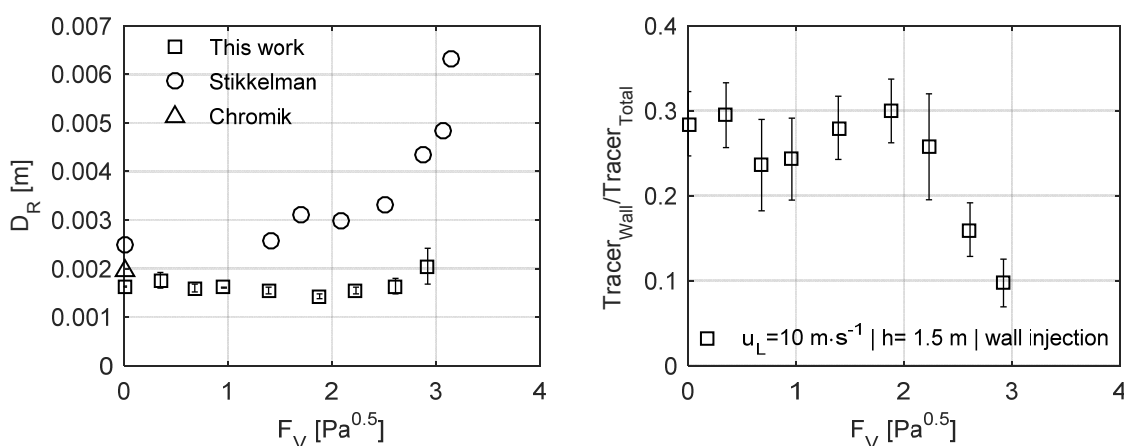 0.007
0.006
0.005
0.004
0.003
0.002
0.001
0
D_R [m]
This work
Stikkelman
Chromik
0 1 2 3 4
F_V [Pa^0.5]
0.4
0.3
0.2
0.1
0
Tracer_Wall/Tracer_Total
u_L=10 m·s^-1 | h= 1.5 m | wall injection
0 1 2 3 4
F_V [Pa^0.5]